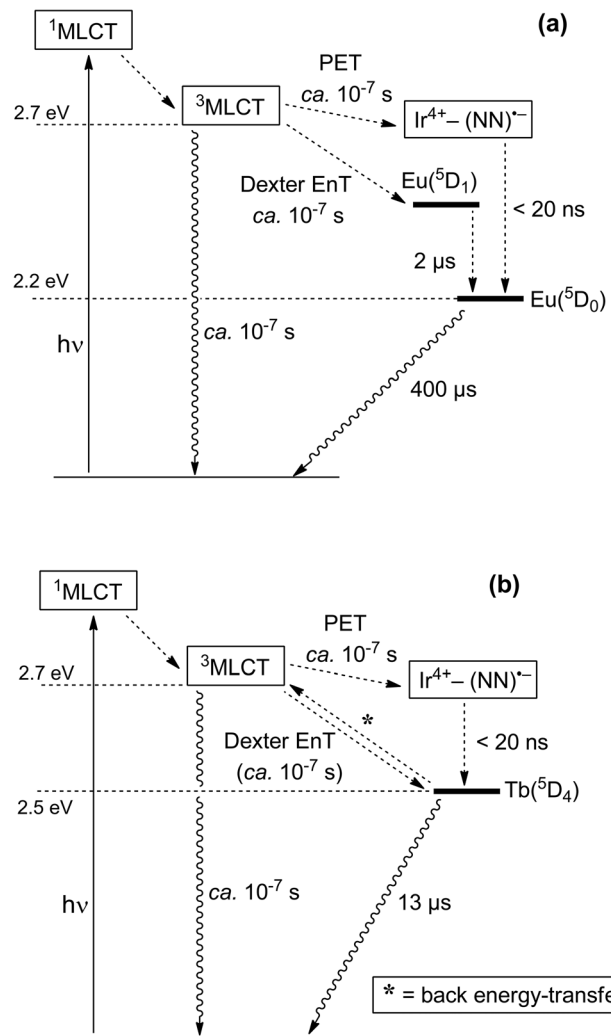 (a)
¹MLCT
PET
ca. 10⁻⁷ s
³MLCT
2.7 eV
Ir⁴⁺– (NN)•⁻
Dexter EnT
ca. 10⁻⁷ s
Eu(⁵D₁)
< 20 ns
2 µs
2.2 eV
Eu(⁵D₀)
hν
ca. 10⁻⁷ s
400 µs
(b)
¹MLCT
PET
ca. 10⁻⁷ s
³MLCT
2.7 eV
Ir⁴⁺– (NN)•⁻
*
Dexter EnT
(ca. 10⁻⁷ s)
< 20 ns
2.5 eV
Tb(⁵D₄)
hν
ca. 10⁻⁷ s
13 µs
* = back energy-transfe